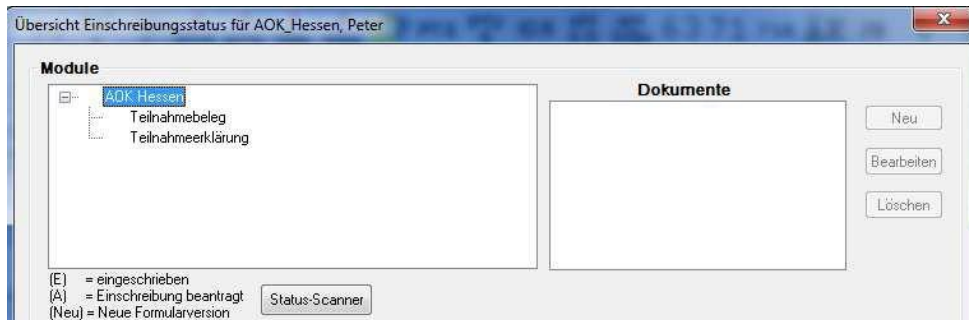 Übersicht Einschreibungsstatus für AOK_Hessen, Peter
Module
AOK Hessen
Teilnahmebeleg
Teilnahmeerklärung
Dokumente
Neu
Bearbeiten
Löschen
(E) = eingeschrieben
(A) = Einschreibung beantragt
(Neu) = Neue Formularversion
Status-Scanner